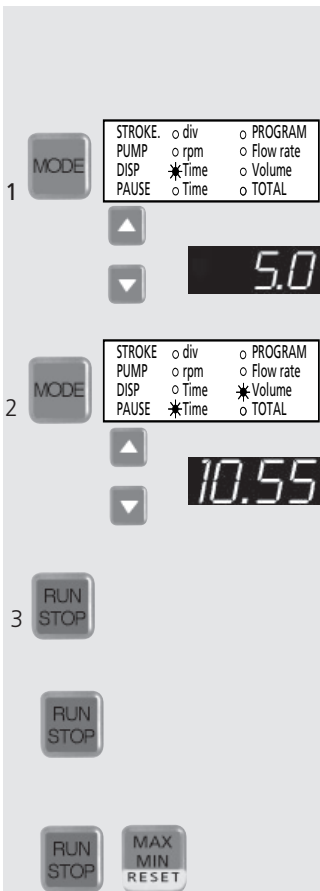 1 MODE
STROKE. o div o PROGRAM
PUMP o rpm o Flow rate
DISP Time o Volume
PAUSE o Time o TOTAL
5.0
2 MODE
STROKE o div o PROGRAM
PUMP o rpm o Flow rate
DISP o Time Volume
PAUSE Time o TOTAL
10.55
3 RUN
STOP
RUN
STOP
RUN
STOP
MAX
MIN
RESET